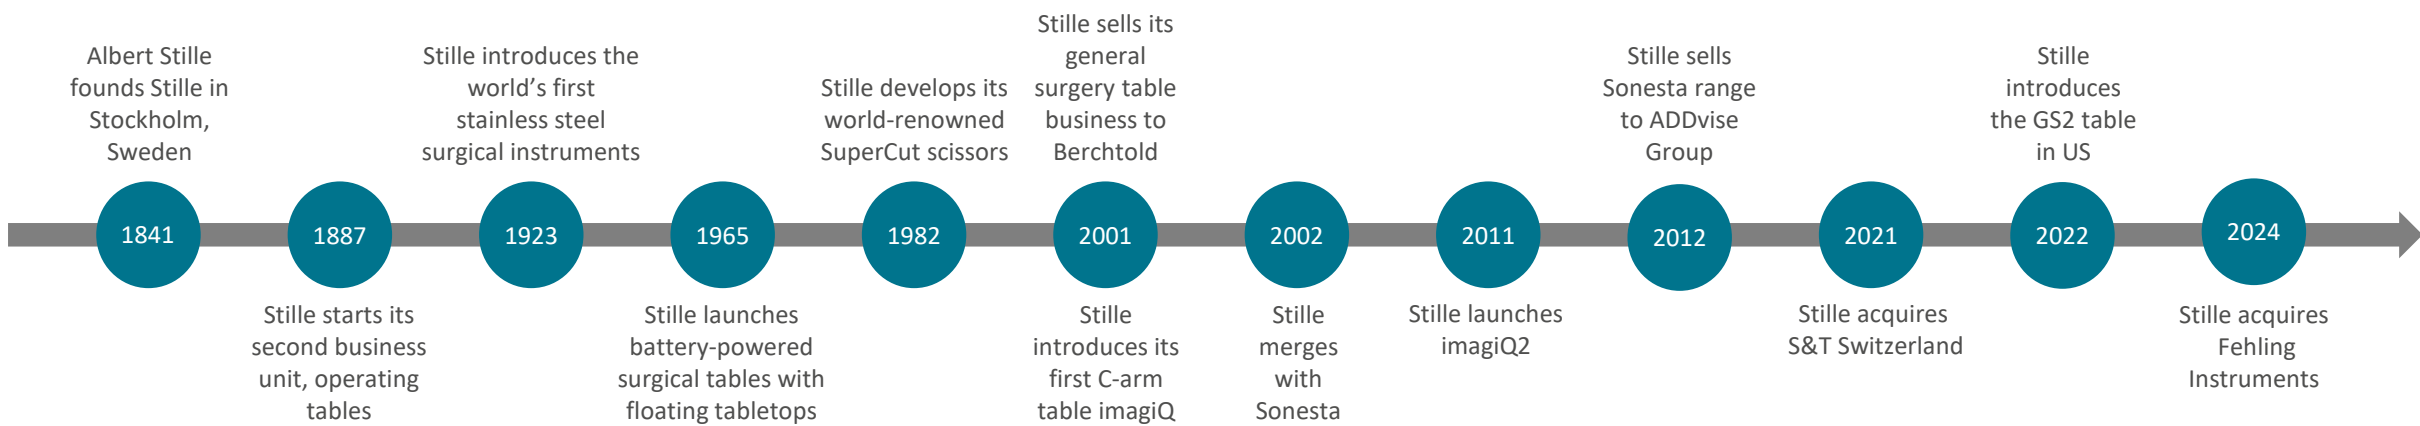 Albert Stille
founds Stille in
Stockholm,
Sweden
1841
1887
Stille starts its
second business
unit, operating
tables
Stille introduces the
world’s first
stainless steel
surgical instruments
1923
1965
Stille launches
battery-powered
surgical tables with
floating tabletops
Stille develops its
world-renowned
SuperCut scissors
1982
Stille sells its
general
surgery table
business to
Berchtold
2001
Stille
introduces its
first C-arm
table imagiQ
2002
Stille
merges
with
Sonesta
2011
Stille launches
imagiQ2
Stille sells
Sonesta range
to ADDvise
Group
2012
2021
Stille acquires
S&T Switzerland
Stille
introduces
the GS2 table
in US
2022
2024
Stille acquires
Fehling
Instruments